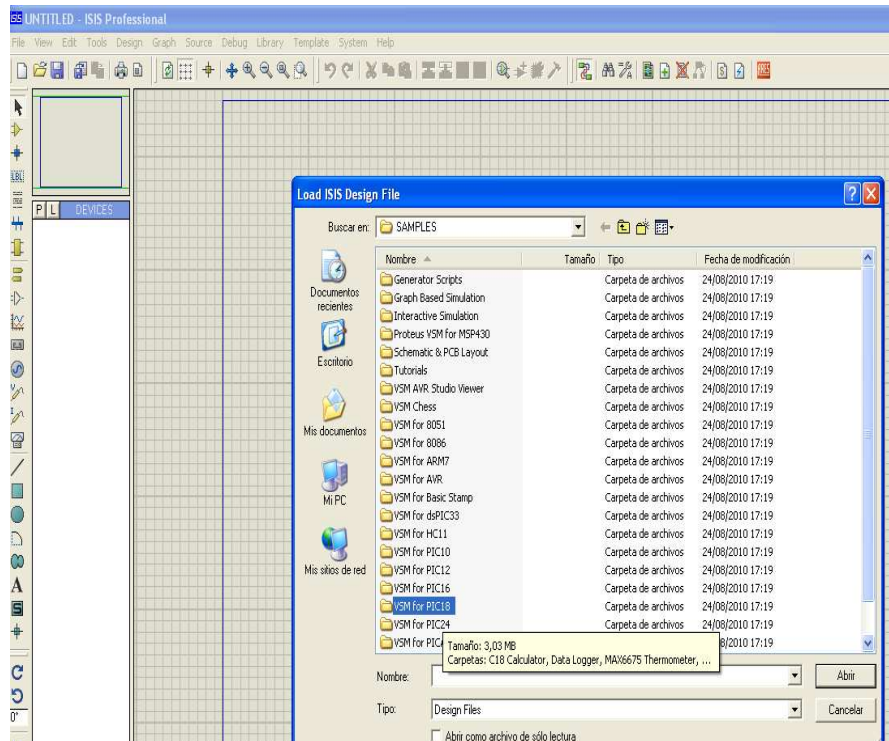 ISIS UNTITLED - ISIS Professional
File View Edit Tools Design Graph Source Debug Library Template System Help
LBL
P L DEVICES
A
S
0°
Load ISIS Design File
Buscar en: SAMPLES
Documentos recientes
Escritorio
Mis documentos
Mi PC
Mis sitios de red
Nombre Tamaño Tipo Fecha de modificación
Generator Scripts Carpeta de archivos 24/08/2010 17:19
Graph Based Simulation Carpeta de archivos 24/08/2010 17:19
Interactive Simulation Carpeta de archivos 24/08/2010 17:19
Proteus VSM for MSP430 Carpeta de archivos 24/08/2010 17:19
Schematic & PCB Layout Carpeta de archivos 24/08/2010 17:19
Tutorials Carpeta de archivos 24/08/2010 17:19
VSM AVR Studio Viewer Carpeta de archivos 24/08/2010 17:19
VSM Chess Carpeta de archivos 24/08/2010 17:19
VSM for 8051 Carpeta de archivos 24/08/2010 17:19
VSM for 8086 Carpeta de archivos 24/08/2010 17:19
VSM for ARM7 Carpeta de archivos 24/08/2010 17:19
VSM for AVR Carpeta de archivos 24/08/2010 17:19
VSM for Basic Stamp Carpeta de archivos 24/08/2010 17:19
VSM for dsPIC33 Carpeta de archivos 24/08/2010 17:19
VSM for HC11 Carpeta de archivos 24/08/2010 17:19
VSM for PIC10 Carpeta de archivos 24/08/2010 17:19
VSM for PIC12 Carpeta de archivos 24/08/2010 17:19
VSM for PIC16 Carpeta de archivos 24/08/2010 17:19
VSM for PIC18 Carpeta de archivos 24/08/2010 17:19
VSM for PIC24 Carpeta de archivos 24/08/2010 17:19
VSM for 8/2010 17:19
Tamaño: 3,03 MB
Carpetas: C18 Calculator, Data Logger, MAX6675 Thermometer, ...
Nombre: Abrir
Tipo: Design Files Cancelar
Abrir como archivo de sólo lectura